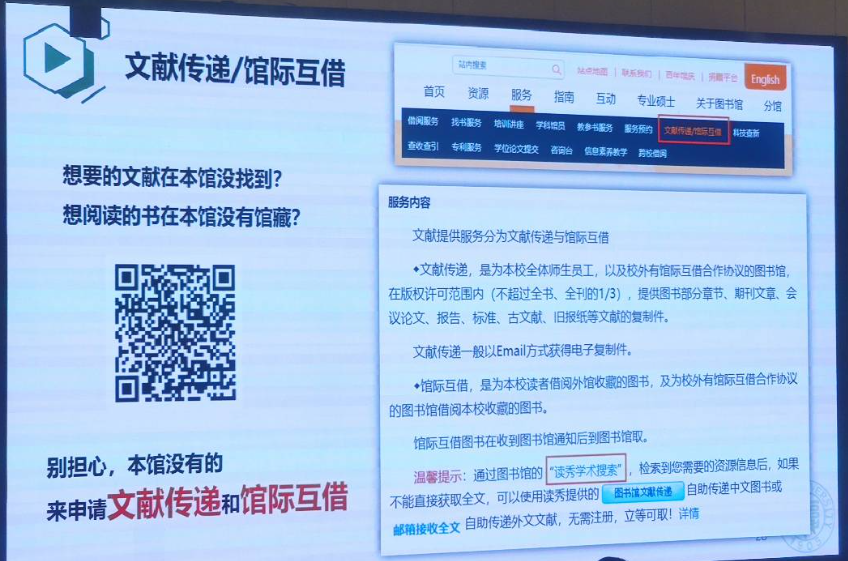 文献传递/馆际互借
想要的文献在本馆没找到？
想阅读的书在本馆没有馆藏？
别担心，本馆没有的
来申请文献传递和馆际互借
站内搜索
站点地图 | 联系我们 | 百年馆庆 | 捐赠平台 English
首页 资源 服务 指南 互动 专业硕士 关于图书馆 分馆
借阅服务 找书服务 培训讲座 学科馆员 教参书服务 服务预约 文献传递/馆际互借 科技查新
查收查引 专利服务 学位论文提交 咨询台 信息素养教学 跨校借阅
服务内容
文献提供服务分为文献传递与馆际互借
◆文献传递，是为本校全体师生员工，以及校外有馆际互借合作协议的图书馆，
在版权许可范围内（不超过全书、全刊的1/3），提供图书部分章节、期刊文章、会
议论文、报告、标准、古文献、旧报纸等文献的复制件。
文献传递一般以Email方式获得电子复制件。
◆馆际互借，是为本校读者借阅外馆收藏的图书，及为校外有馆际互借合作协议
的图书馆借阅本校收藏的图书。
馆际互借图书在收到图书馆通知后到图书馆取。
温馨提示：通过图书馆的“读秀学术搜索”，检索到您需要的资源信息后，如果
不能直接获取全文，可以使用读秀提供的 图书馆文献传递 自助传递中文图书或
邮箱接收全文 自助传递外文文献，无需注册，立等可取！详情